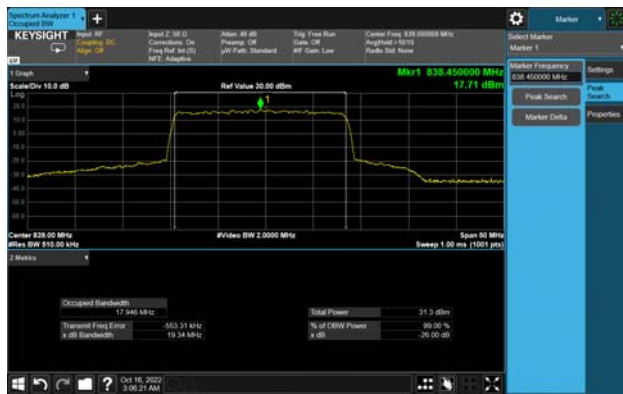 Spectrum Analyzer 1
Occupied BW
Marker
KEYSIGHT
Input: RF
Coupling: DC
Align: Off
Input Z: 50 Ω
Corrections: On
Freq Ref: Int (S)
NFE: Adaptive
Atten: 40 dB
Preamp: Off
µW Path: Standard
Trig: Free Run
Gate: Off
#IF Gain: Low
Center Freq: 839.000000 MHz
Avg|Hold:>10/10
Radio Std: None
Select Marker
Marker 1
1 Graph
Scale/Div 10.0 dB
Log
Ref Value 30.00 dBm
Mkr1 838.450000 MHz
17.71 dBm
1
Marker Frequency
838.450000 MHz
Settings
Peak Search
Peak
Search
Marker Delta
Properties
Center 839.00 MHz
#Res BW 510.00 kHz
#Video BW 2.0000 MHz
Span 50 MHz
Sweep 1.00 ms (1001 pts)
2 Metrics
Occupied Bandwidth
17.946 MHz
Transmit Freq Error
-553.31 kHz
x dB Bandwidth
19.34 MHz
Total Power
31.3 dBm
% of OBW Power
99.00 %
x dB
-26.00 dB
?
Oct 16, 2022
3:06:21 AM